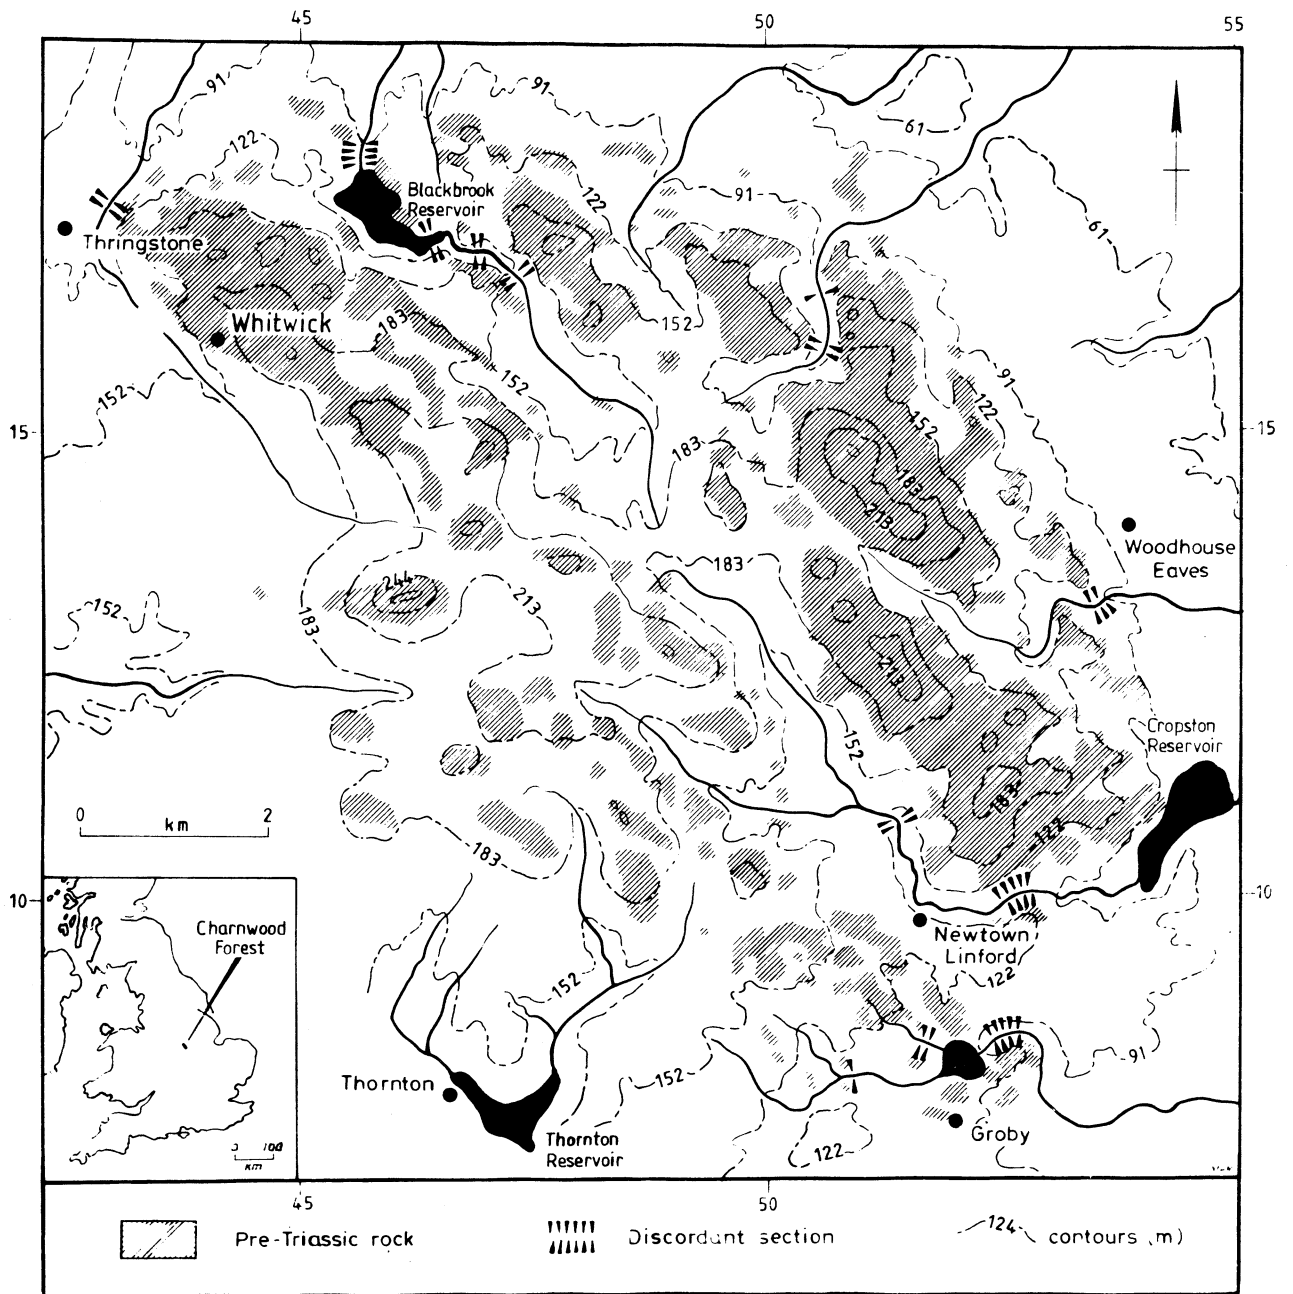 45 50 55
91 91
61
122
Blackbrook
Reservoir
122
91
61
Thringstone
Whitwick
183
152
152
91
152
122
152
15 15
183
183
213
Woodhouse
Eaves
183
244
213
152
183
213
Cropston
Reservoir
152
0 2
km
183
122
183
10 10
Charnwood
Forest
Newtown
Linford
122
152
91
Thornton
152
Groby
Thornton
Reservoir
122
0 100
km
45 50
Pre-Triassic rock
Discordant section
124 contours (m)